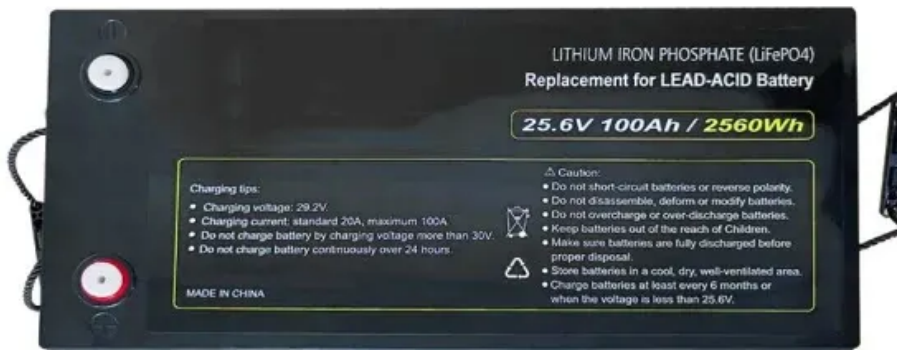 LITHIUM IRON PHOSPHATE (LiFePO4)
Replacement for LEAD-ACID Battery
25.6V 100Ah / 2560Wh
Charging tips:
• Charging voltage: 29.2V.
• Charging current: standard 20A, maximum 100A
• Do not charge battery by charging voltage more than 30V.
• Do not charge battery continuously over 24 hours.
MADE IN CHINA
⚠ Caution:
• Do not short-circuit batteries or reverse polarity.
• Do not disassemble, deform or modify batteries.
• Do not overcharge or over-discharge batteries.
• Keep batteries out of the reach of Children.
• Make sure batteries are fully discharged before
proper disposal.
• Store batteries in a cool, dry, well-ventilated area.
• Charge batteries at least every 6 months or
when the voltage is less than 25.6V.